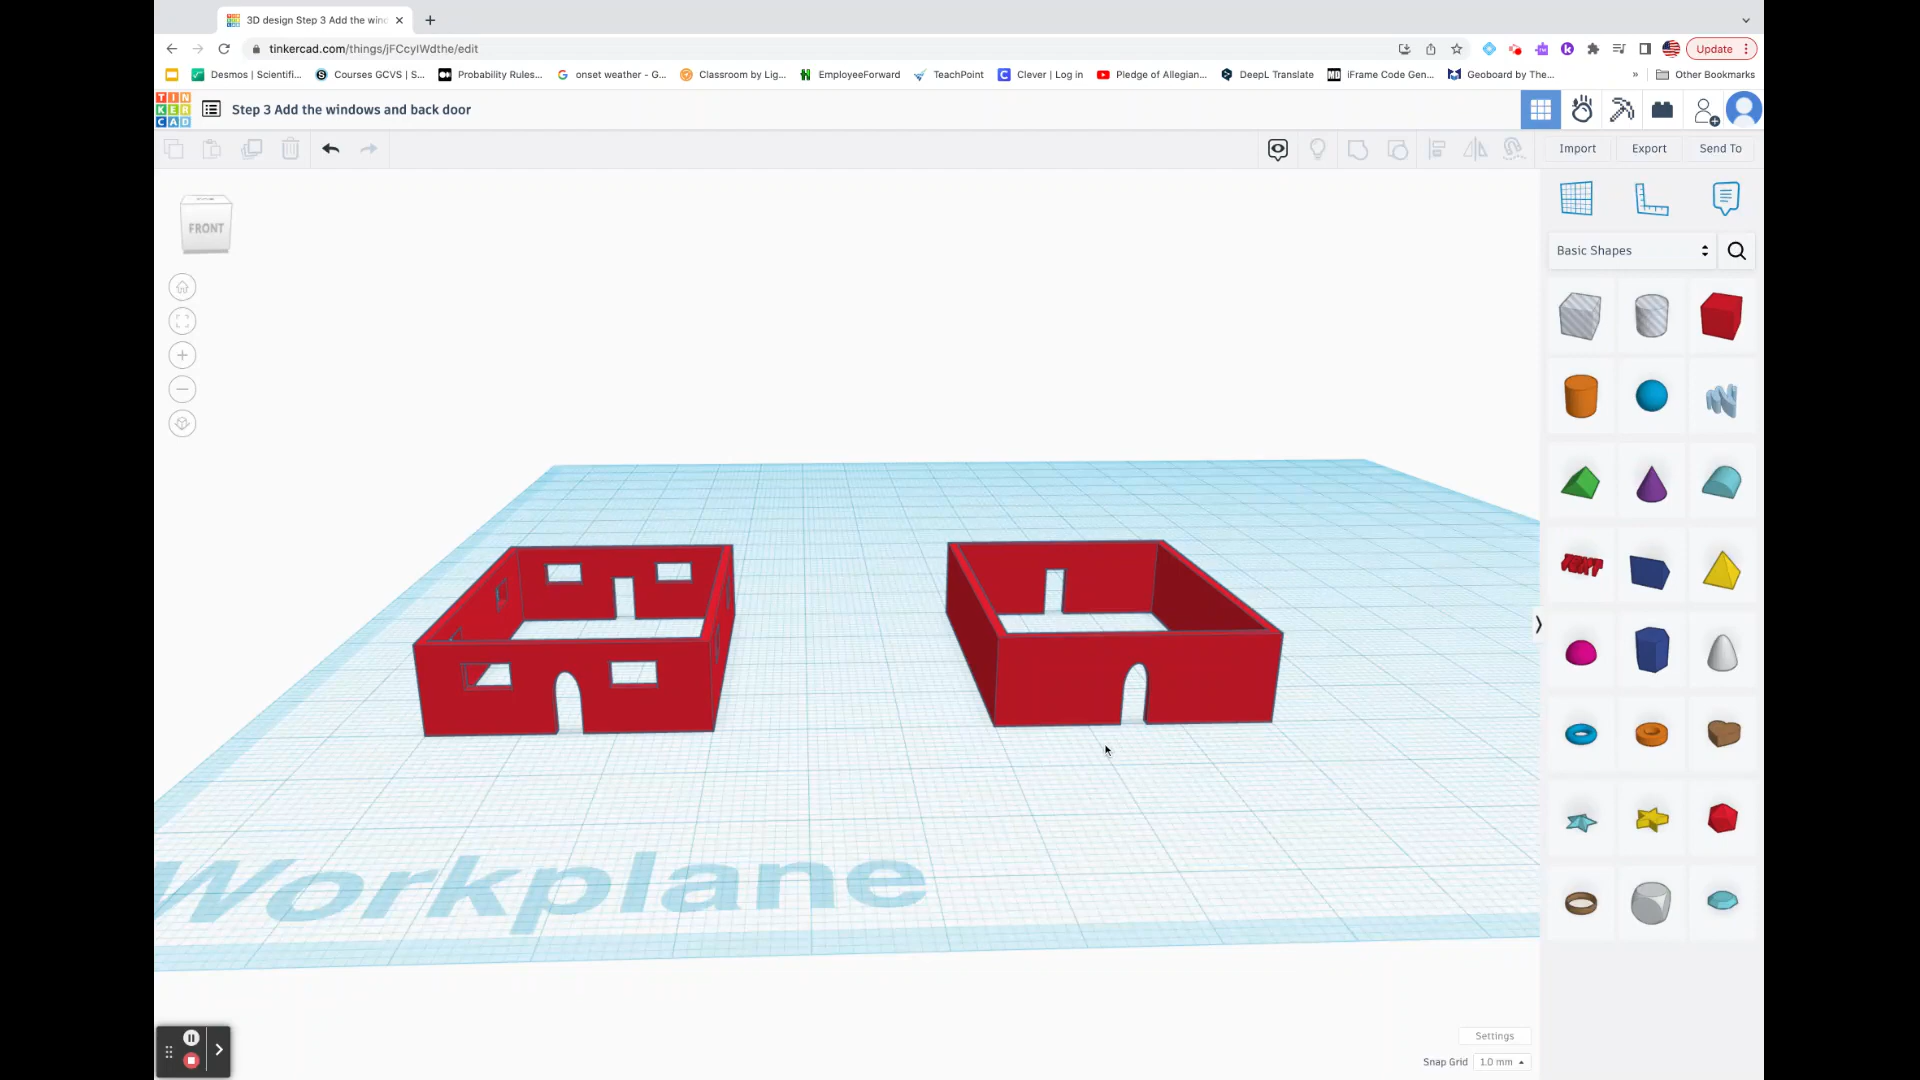 3D design Step 3 Add the wind
tinkercad.com/things/jFCcyIWdthe/edit
Update
Desmos | Scientifi...
Courses GCVS | S...
Probability Rules...
onset weather - G...
Classroom by Lig...
EmployeeForward
TeachPoint
Clever | Log in
Pledge of Allegian...
DeepL Translate
iFrame Code Gen...
Geoboard by The...
»
Other Bookmarks
TIN
KER
CAD
Step 3 Add the windows and back door
Import
Export
Send To
FRONT
Basic Shapes
TEXT
Workplane
Settings
Snap Grid
1.0 mm